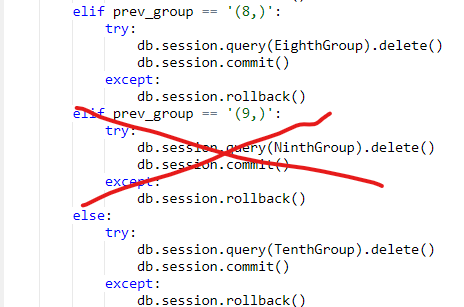 elif prev_group == '(8,)':
try:
db.session.query(EighthGroup).delete()
db.session.commit()
except:
db.session.rollback()
elif prev_group == '(9,)':
try:
db.session.query(NinthGroup).delete()
db.session.commit()
except:
db.session.rollback()
else:
try:
db.session.query(TenthGroup).delete()
db.session.commit()
except:
db.session.rollback()